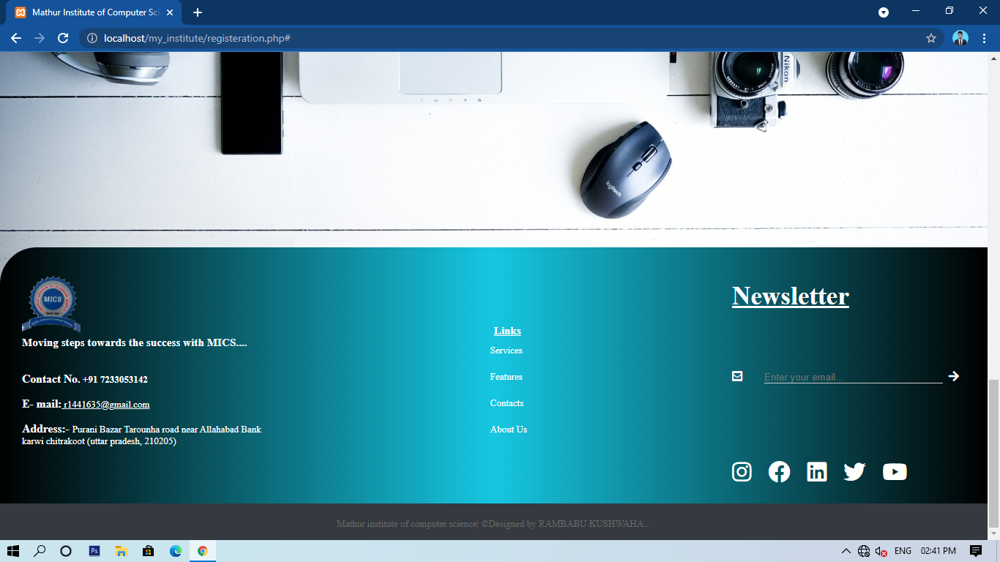 Mathur Institute of Computer Sci
localhost/my_institute/registeration.php#
Nikon
logitech
MICS
Moving steps towards the success with MICS....
Contact No. +91 7233053142
E- mail: r1441635@gmail.com
Address:- Purani Bazar Tarounha road near Allahabad Bank
karwi chitrakoot (uttar pradesh, 210205)
Links
Services
Features
Contacts
About Us
Newsletter
Enter your email...
Mathur institute of computer science| ©Designed by RAMBABU KUSHWAHA...
Ps
ENG
02:41 PM